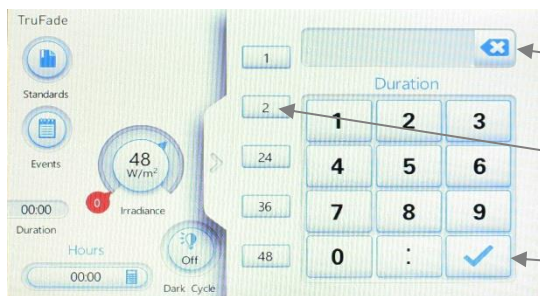 TruFade
Standards
Events
48
W/m²
0
Irradiance
00:00
Duration
Hours
00:00
Off
Dark Cycle
1
2
24
36
48
Duration
1 2 3
4 5 6
7 8 9
0 :